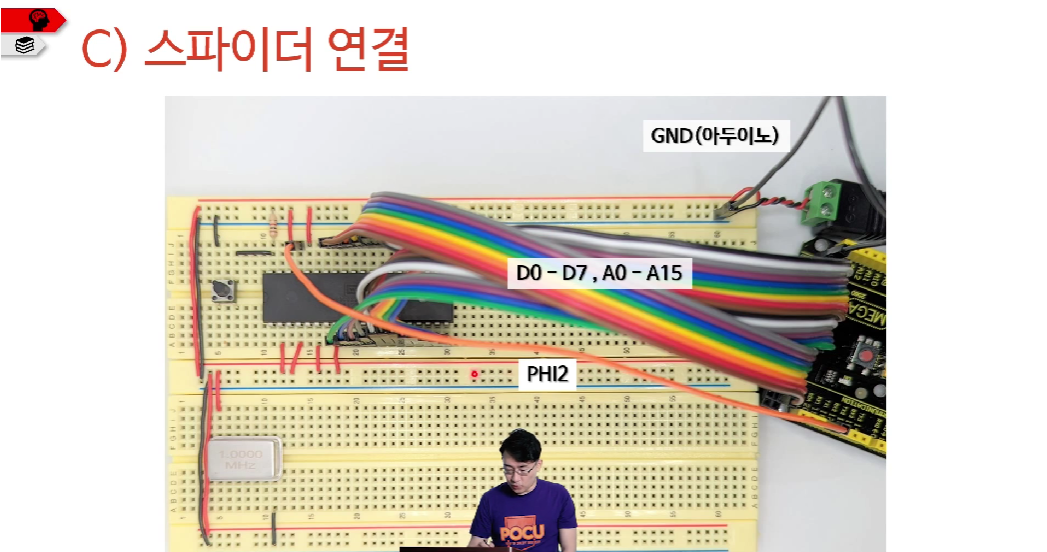 C) 스파이더 연결
GND(아두이노)
D0 - D7 , A0 - A15
PHI2
MEGA
1.0000
MHz
POCU